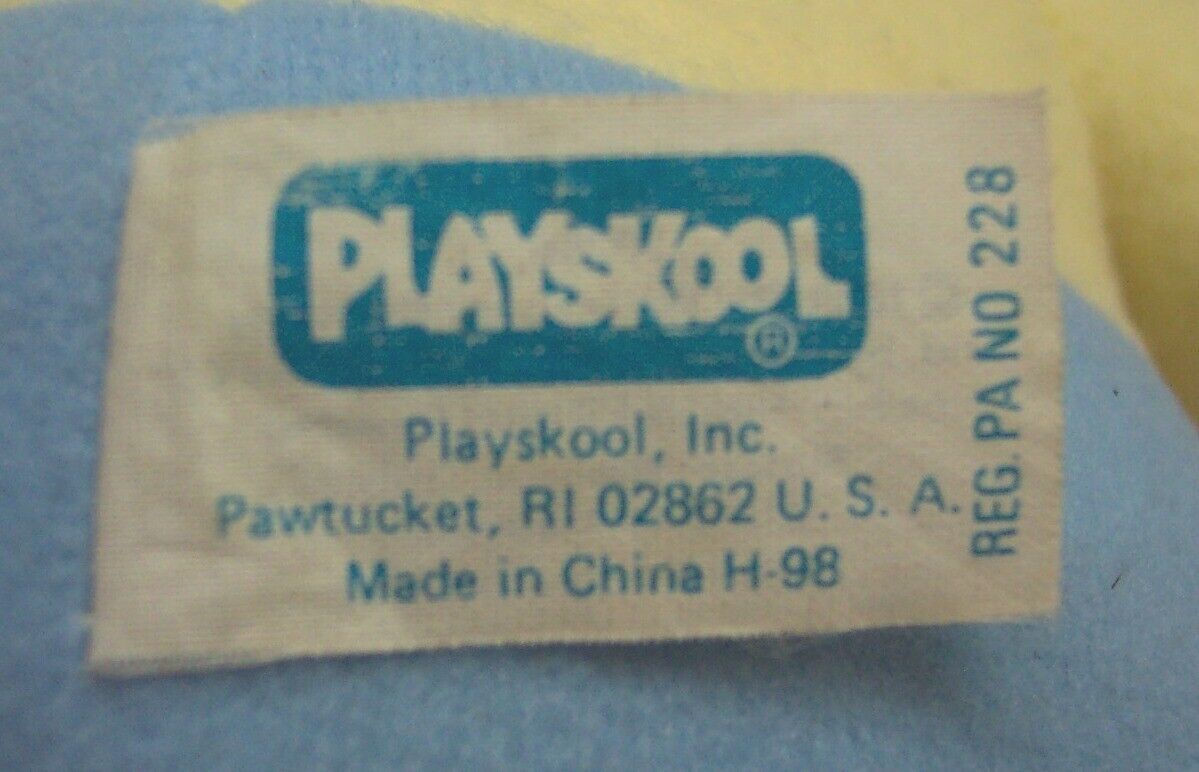 PLAYSKOOL ®
Playskool, Inc.
Pawtucket, RI 02862 U. S. A.
Made in China H-98
REG. PA NO 228